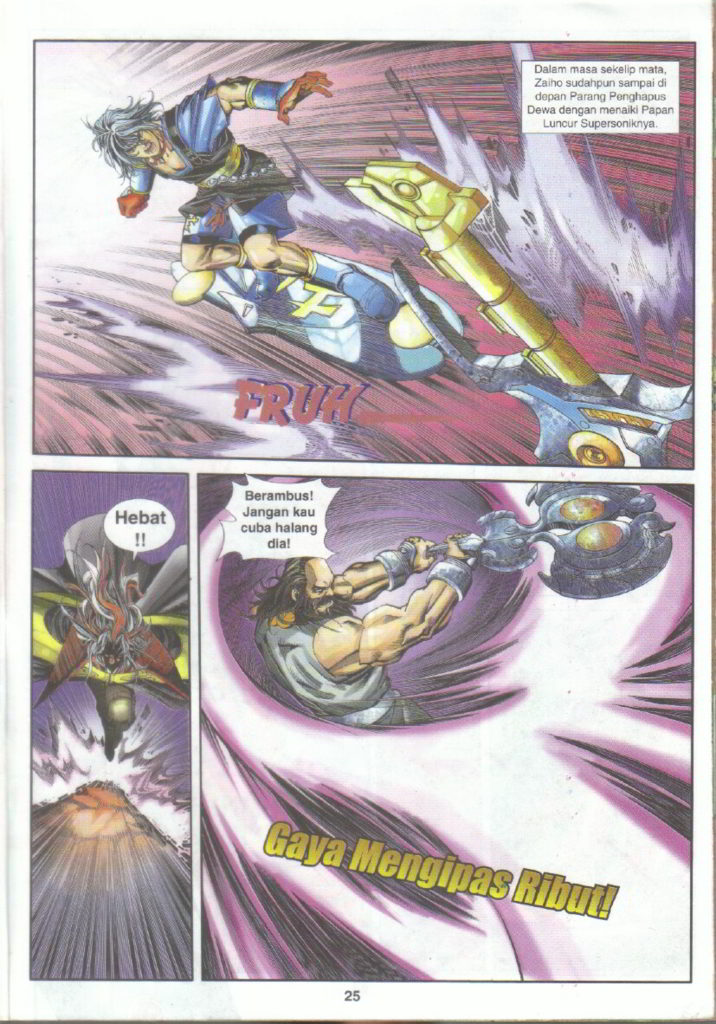 Dalam masa sekelip mata,
Zaiho sudahpun sampai di
depan Parang Penghapus
Dewa dengan menaiki Papan
Luncur Supersoniknya.
FRUH
Hebat
!!
Berambus!
Jangan kau
cuba halang
dia!
Gaya Mengipas Ribut!
25